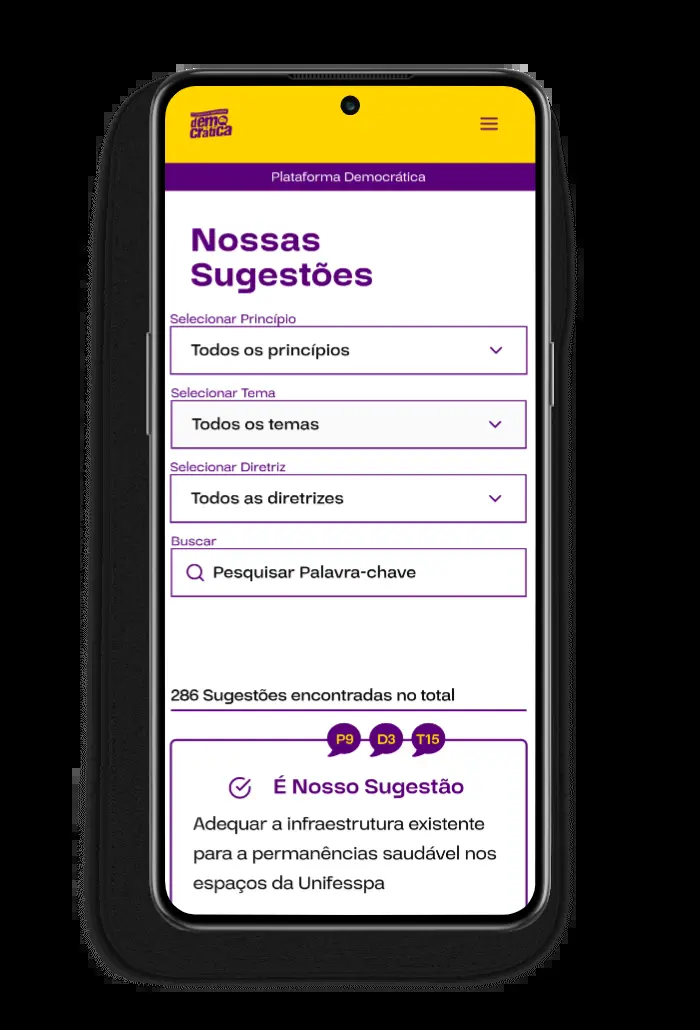 democratica
Plataforma Democrática
Nossas
Sugestões
Selecionar Princípio
Todos os princípios
Selecionar Tema
Todos os temas
Selecionar Diretriz
Todos as diretrizes
Buscar
Pesquisar Palavra-chave
286 Sugestões encontradas no total
P9 D3 T15
É Nosso Sugestão
Adequar a infraestrutura existente
para a permanências saudável nos
espaços da Unifesspa